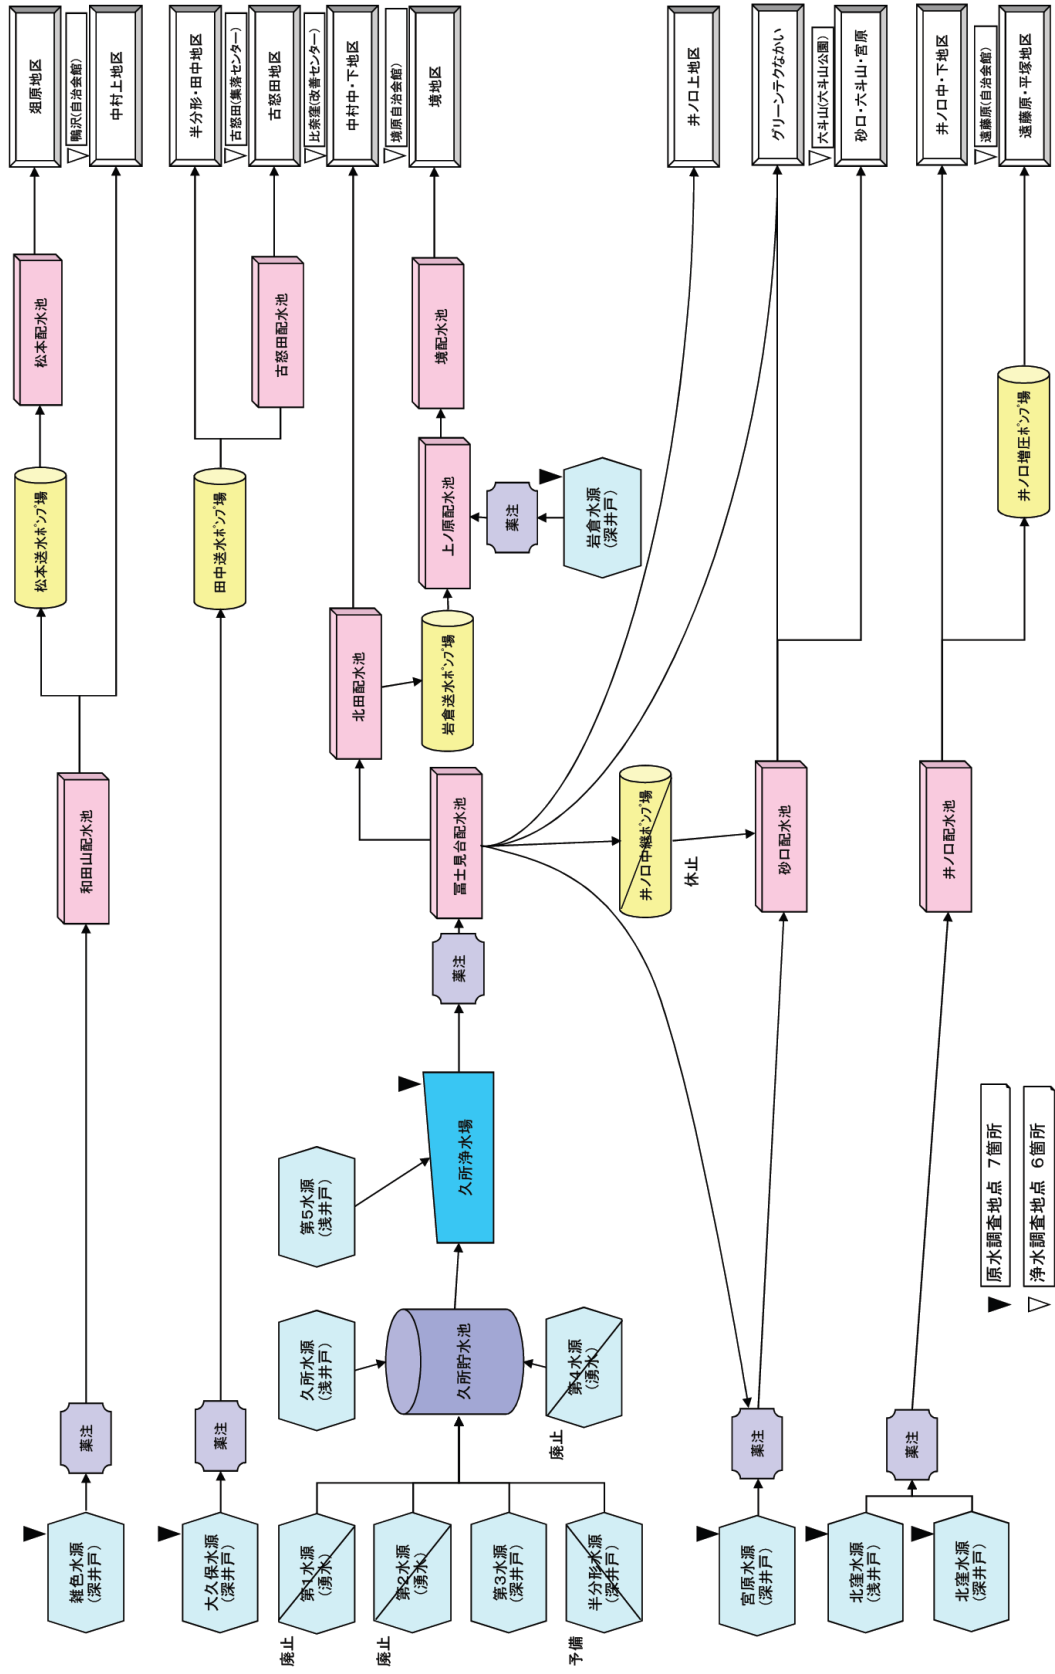 雑色水源
(深井戸)
薬注
和田山配水池
松本送水ポンプ場
松本配水池
俎原地区
鴨沢(自治会館)
中村上地区
大久保水源
(深井戸)
薬注
田中送水ポンプ場
半分形・田中地区
古怒田(集落センター)
古怒田配水池
古怒田地区
比奈窪(改善センター)
廃止
第1水源
(湧水)
廃止
第2水源
(湧水)
第3水源
(深井戸)
予備
半分形水源
(深井戸)
久所水源
(浅井戸)
久所貯水池
廃止
第4水源
(湧水)
第5水源
(浅井戸)
久所浄水場
薬注
富士見台配水池
北田配水池
中村中・下地区
境原自治会館)
岩倉送水ポンプ場
上ノ原配水池
境配水池
境地区
薬注
岩倉水源
(深井戸)
井ノ口上地区
井ノ口中継ポンプ場
休止
宮原水源
(深井戸)
薬注
砂口配水池
グリーンテクなかい
六斗山(六斗山公園)
砂口・六斗山・宮原
北窪水源
(浅井戸)
北窪水源
(深井戸)
薬注
井ノ口配水池
井ノ口中・下地区
遠藤原(自治会館)
井ノ口増圧ポンプ場
遠藤原・平塚地区
原水調査地点 7箇所
浄水調査地点 6箇所